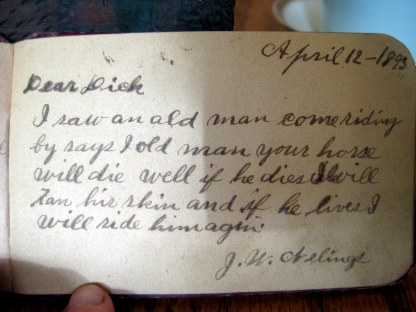 April 12-1893
Dear Dick
I saw an old man come riding
by says I old man your horse
will die well if he dies I will
Tan his skin and if he lives I
will ride him agin
J. W.